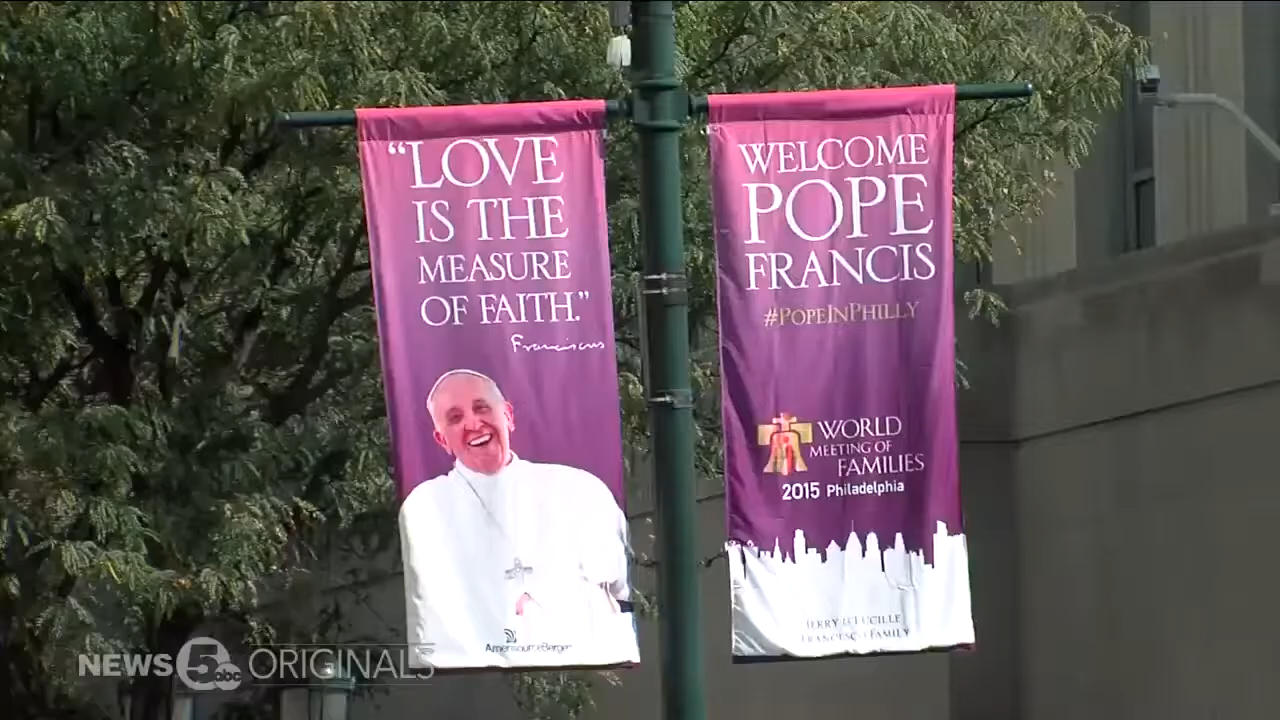 “LOVE
IS THE
MEASURE
OF FAITH.”
Franciscus
WELCOME
POPE
FRANCIS
#POPEINPHILLY
WORLD
MEETING OF
FAMILIES
2015 Philadelphia
FAMILY
NEWS 5 abc ORIGINALS